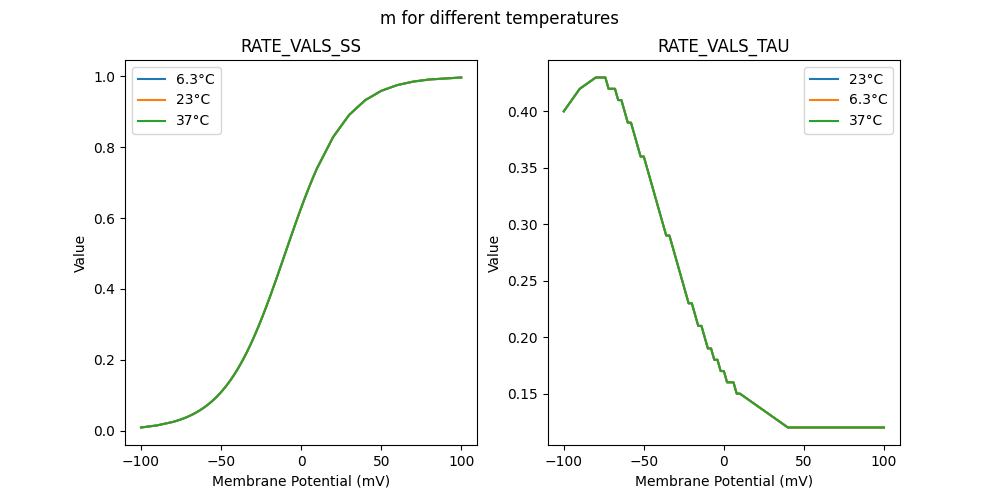 m for different temperatures
RATE_VALS_SS
1.0
0.8
0.6
0.4
0.2
0.0
Value
6.3°C
23°C
37°C
−100
−50
0
50
100
Membrane Potential (mV)
RATE_VALS_TAU
0.40
0.35
0.30
0.25
0.20
0.15
Value
23°C
6.3°C
37°C
−100
−50
0
50
100
Membrane Potential (mV)